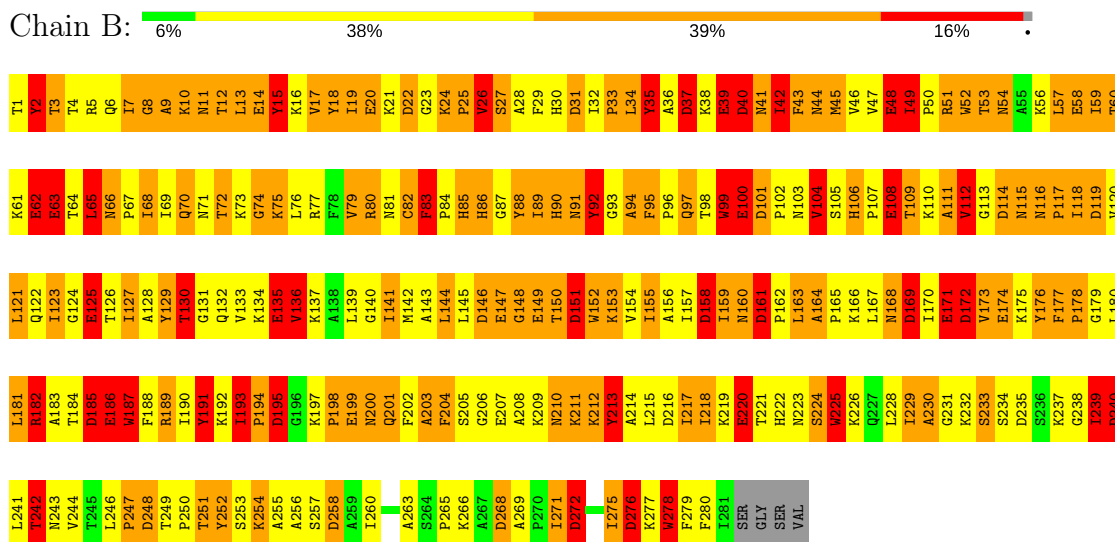 Chain B:
6% 38% 39% 16% •
T1 Y2 T3 T4 R5 Q6 I7 G8 A9 K10 N11 T12 L13 E14 Y15 K16 V17 Y18 I19 E20 K21 D22 G23 K24 P25 V26 S27 A28 F29 H30 D31 I32 P33 L34 Y35 A36 D37 K38 E39 D40 N41 I42 F43 N44 M45 V46 V47 E48 I49 P50 R51 W52 T53 N54 A55 K56 L57 E58 I59 T60
K61 E62 E63 T64 L65 N66 P67 I68 I69 Q70 N71 T72 K73 G74 K75 L76 R77 F78 V79 R80 N81 C82 F83 P84 H85 H86 G87 Y88 I89 H90 N91 Y92 G93 A94 F95 P96 Q97 T98 W99 E100 D101 P102 N103 V104 S105 H106 P107 E108 T109 K110 A111 V112 G113 D114 N115 N116 P117 I118 D119
L121 Q122 I123 G124 E125 T126 I127 A128 Y129 T130 G131 Q132 V133 K134 E135 V136 K137 A138 L139 G140 I141 M142 A143 L144 L145 D146 E147 G148 E149 T150 D151 W152 K153 V154 I155 A156 I157 D158 I159 N160 D161 P162 L163 A164 P165 K166 L167 N168 D169 I170 E171 D172 V173 E174 K175 Y176 F177 P178 G179 L180
L181 R182 A183 T184 D185 E186 W187 F188 R189 I190 Y191 K192 I193 P194 D195 G196 K197 P198 E199 N200 Q201 F202 A203 F204 S205 G206 E207 A208 K209 N210 K211 K212 Y213 A214 L215 D216 I217 I218 K219 E220 T221 H222 N223 S224 W225 K226 Q227 L228 I229 A230 G231 K232 S233 S234 D235 S236 K237 G238 I239 D240
L241 T242 N243 V244 T245 L246 P247 D248 T249 P250 T251 Y252 S253 K254 A255 A256 S257 D258 A259 I260 A263 S264 P265 K266 A267 D268 A269 P270 I271 D272 I275 D276 K277 W278 F279 F280 I281 SER GLY SER VAL